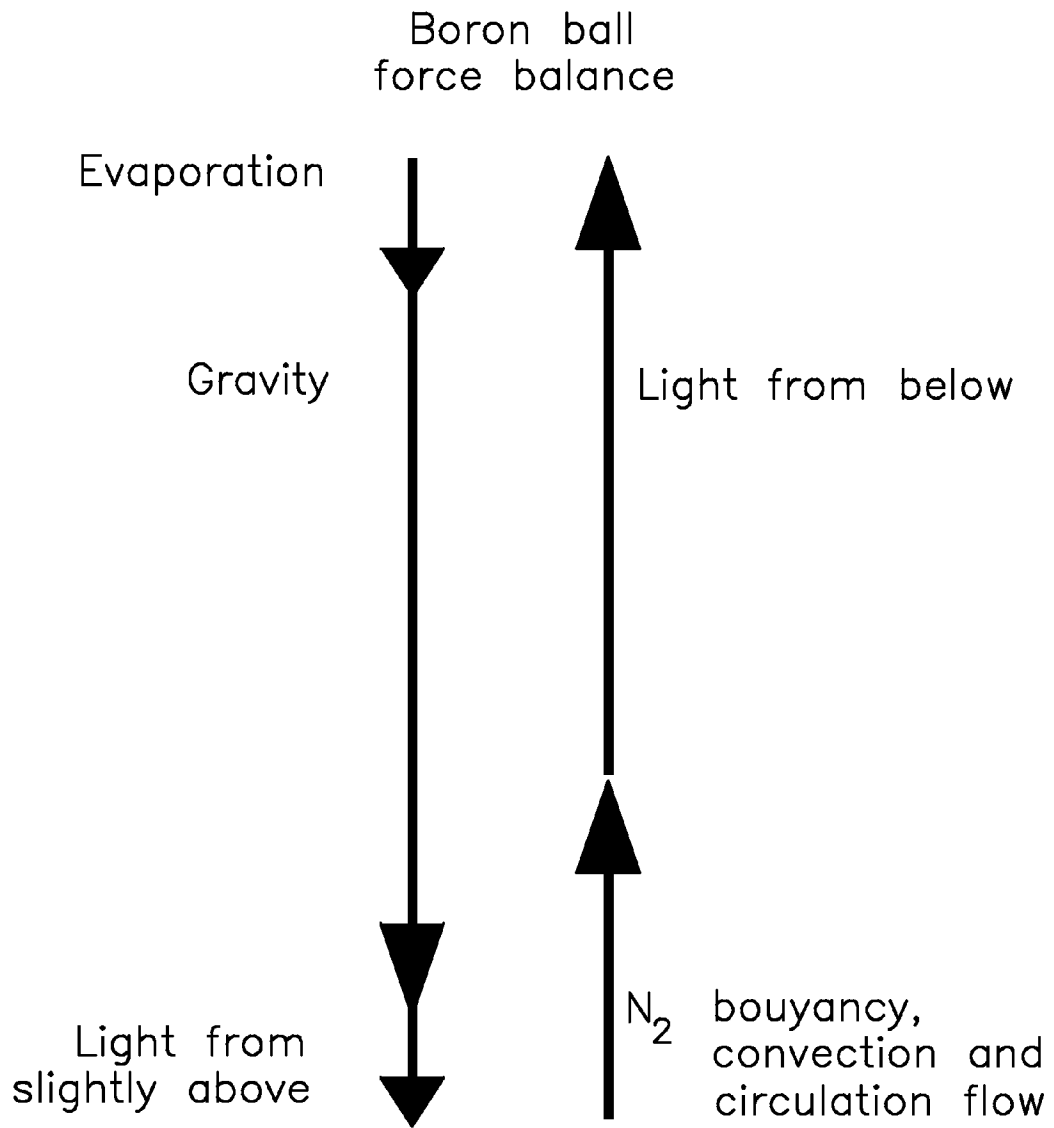 Boron ball
force balance
Evaporation
Gravity
Light from below
Light from
slightly above
N₂ bouyancy,
convection and
circulation flow